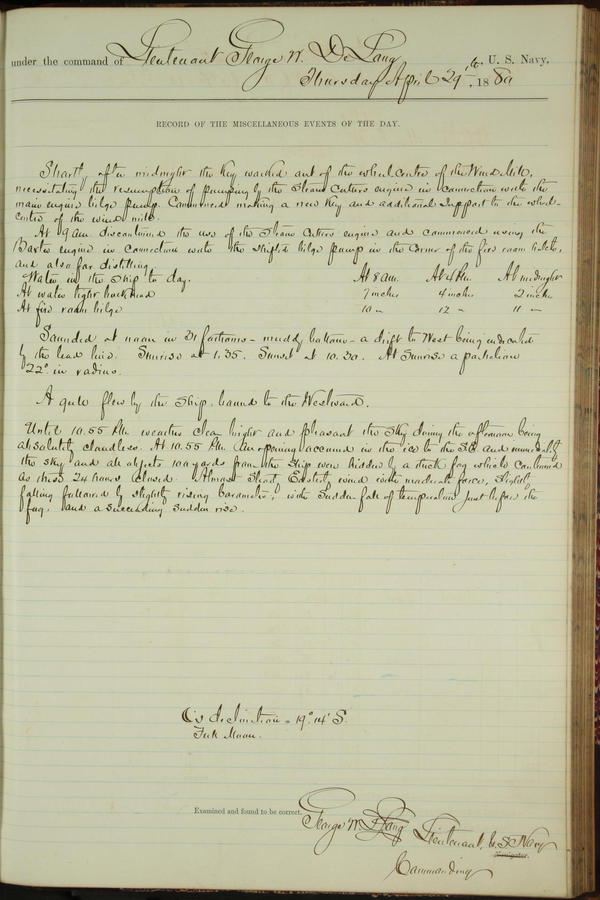 under the command of Lieutenant George W. De Long, U. S. Navy,
Thursday April 29th, 1880
RECORD OF THE MISCELLANEOUS EVENTS OF THE DAY.
Shortly after midnight the key worked out of the wheel centre of the Wind Mill,
necessitating the resumption of pumping by the Steam Cutters engine in connection with the
main engine bilge pump. Commenced making a new key and additional support to the wheel-
centre of the wind mill.
At 9 am discontinued the use of the Steam Cutters engine and commenced using the
Baxter engine in connection with the shifted bilge pump in the corner of the fire room hatch,
and also for distilling.
Water in the ship to day. At 8 am. At 4 Pm. At midnight
At water tight bulkhead 7 inches 4 inches 2 inches
At fire room bilge 10 " 12 " 11 "
Sounded at noon in 31 fathoms - muddy bottom - a drift to West being indicated
by the lead line. Sunrise at 1.35. Sunset at 10.30. At Sunrise a parhelion
22° in radius.
A gull flew by the ship, bound to the Westward.
Until 10.55 Pm weather clear bright and pleasant the sky during the afternoon being
absolutely cloudless. At 10.55 Pm an opening occurred in the ice to the SE and immediately
the sky and all objects 100 yards from the ship were hidden by a thick fog which continued
as these 24 hours closed. Almost Steady Easterly wind with moderate force, slightly
falling followed by slightly rising barometer, with sudden fall of temperature just before the
fog, and a succeeding sudden rise.
☾'s declination = 19° 14' S.
Full Moon.
Examined and found to be correct.
George W. De Long Lieutenant, U. S. Navy
Navigator.
Commanding